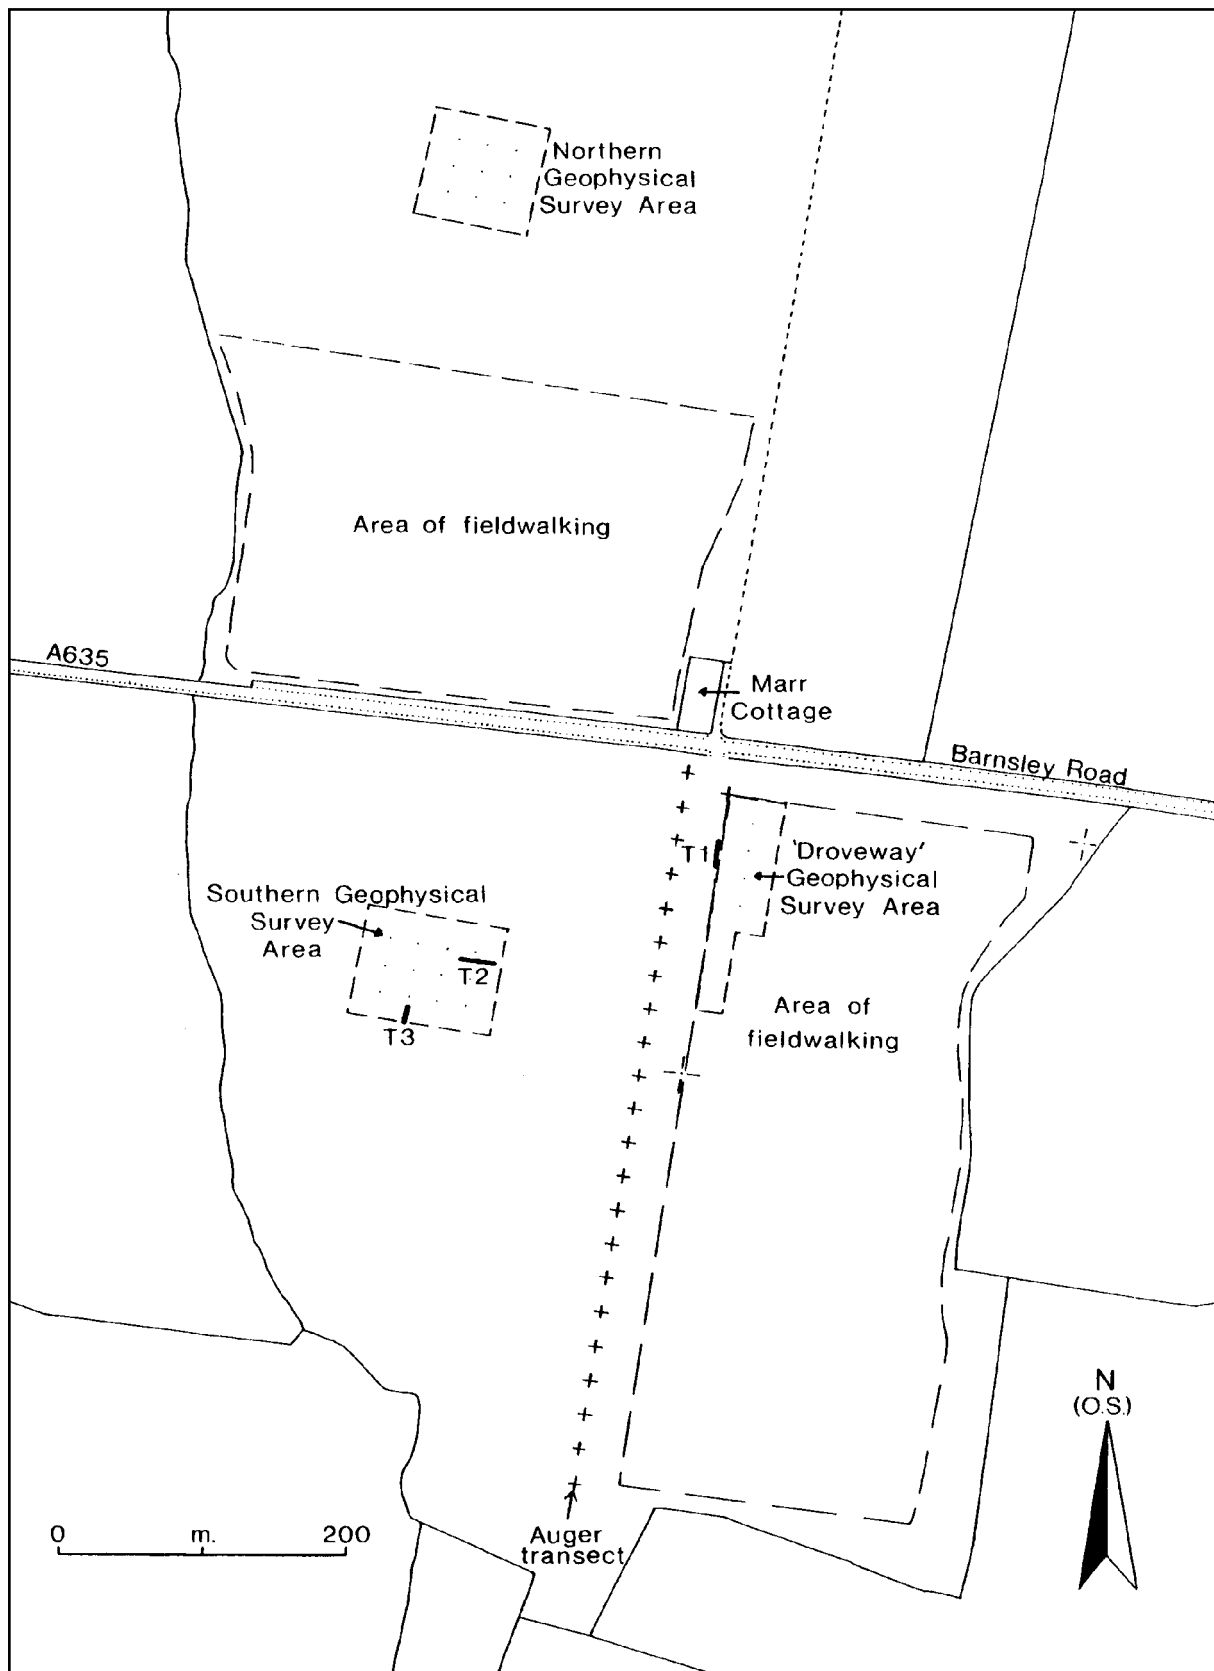 Northern
Geophysical
Survey Area
Area of fieldwalking
A635
Marr
Cottage
Barnsley Road
T1
'Droveway'
Geophysical
Survey Area
Southern Geophysical
Survey
Area
T2
T3
Area of
fieldwalking
N
(O.S.)
0 m. 200
Auger
transect